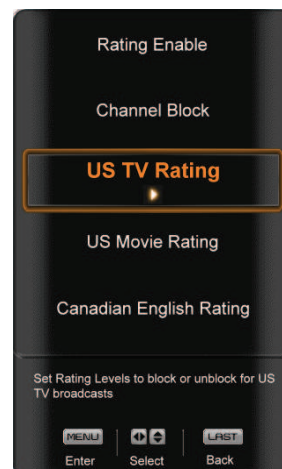 Rating Enable
Channel Block
US TV Rating
US Movie Rating
Canadian English Rating
Set Rating Levels to block or unblock for US
TV broadcasts
MENU LAST
Enter Select Back